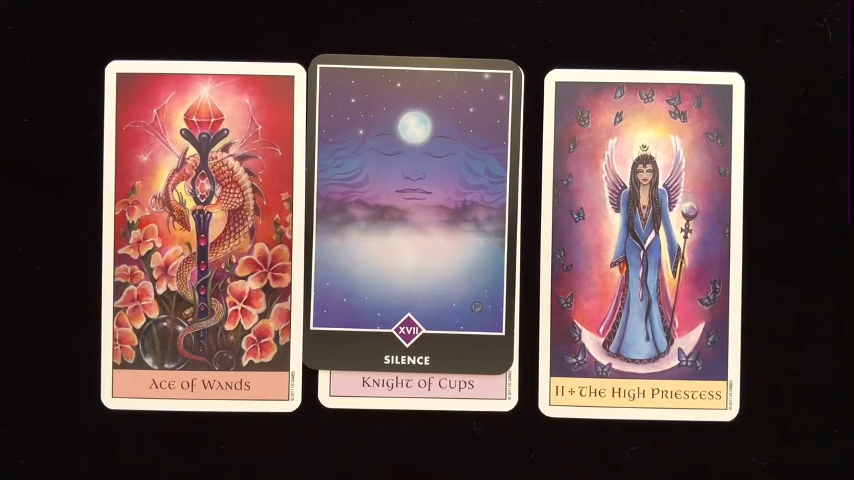 Ace of Wands
XVII
SILENCE
Knight of Cups
II + The High Priestess